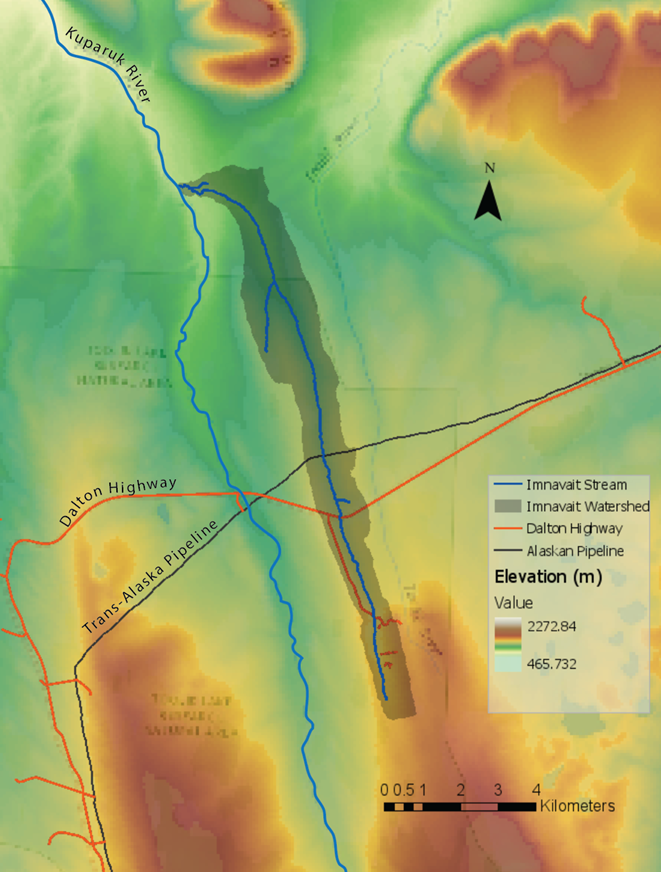 Kuparuk River
N
Dalton Highway
Trans-Alaska Pipeline
Imnavait Stream
Imnavait Watershed
Dalton Highway
Alaskan Pipeline
Elevation (m)
Value
2272.84
465.732
0 0.5 1 2 3 4
Kilometers